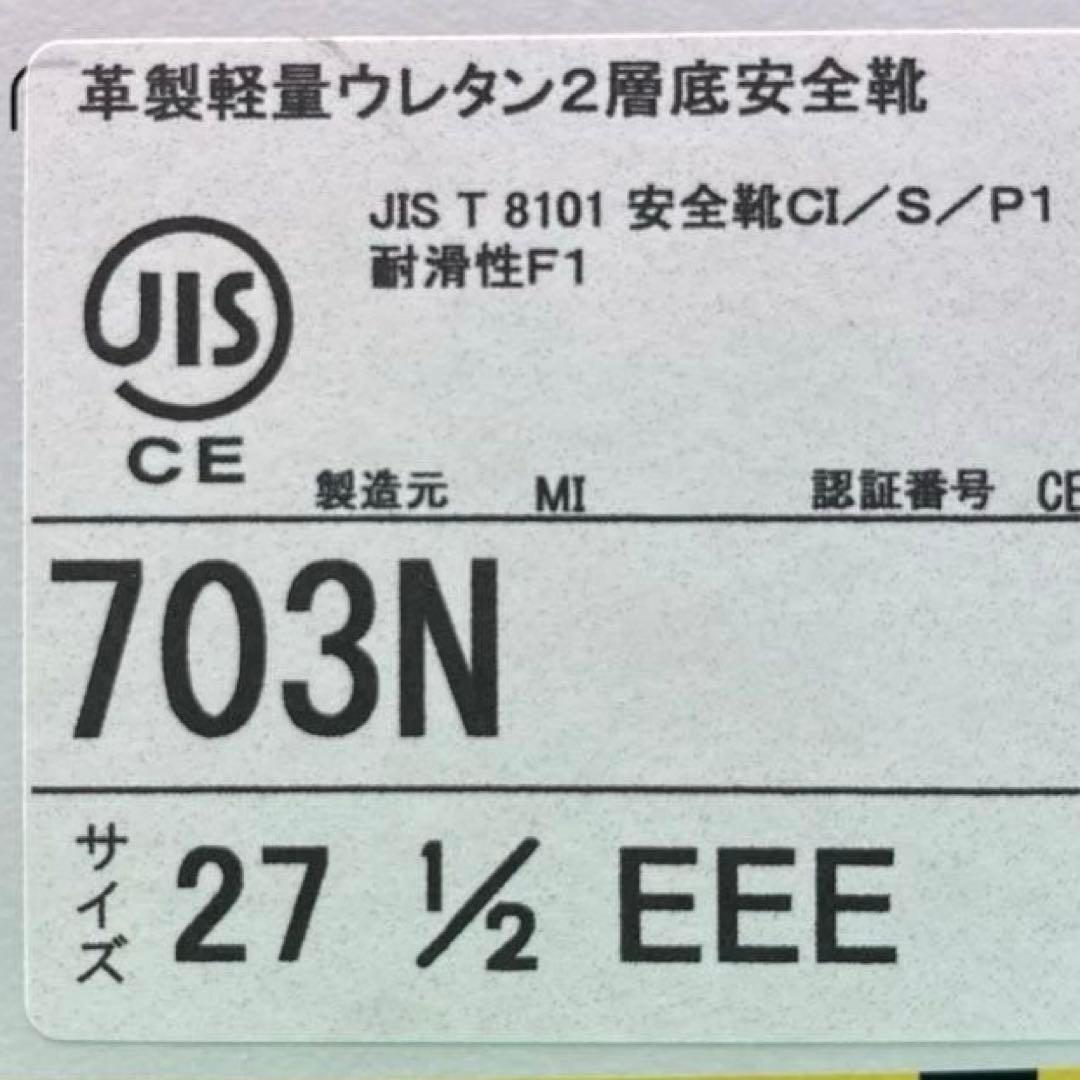 革製軽量ウレタン2層底安全靴
JIS T 8101 安全靴CI/S/P1
耐滑性F1
JIS
CE
製造元 MI 認証番号 CE
703N
サイズ 27 1/2 EEE